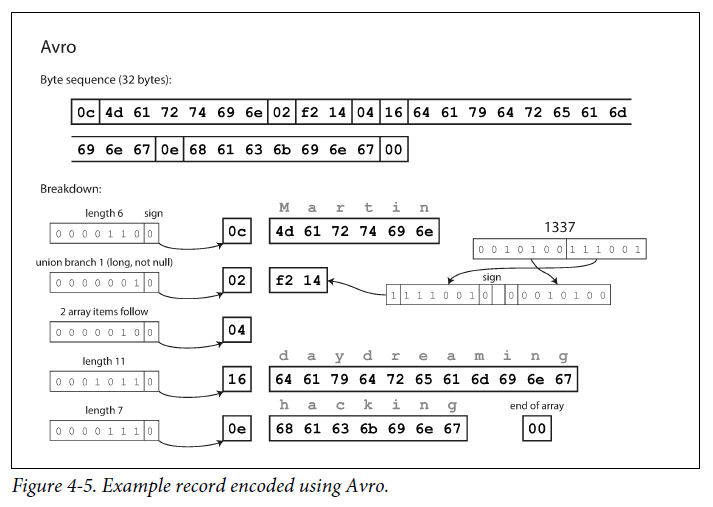 Avro
Byte sequence (32 bytes):
0c 4d 61 72 74 69 6e 02 f2 14 04 16 64 61 79 64 72 65 61 6d
69 6e 67 0e 68 61 63 6b 69 6e 67 00
Breakdown:
length 6 sign
M a r t i n
0 0 0 0 1 1 0 0
0c
4d 61 72 74 69 6e
1337
0 0 1 0 1 0 0 1 1 1 0 0 1
union branch 1 (long, not null)
0 0 0 0 0 0 1 0
02
f2 14
sign
1 1 1 1 0 0 1 0 0 0 0 1 0 1 0 0
2 array items follow
0 0 0 0 0 1 0 0
04
length 11
d a y d r e a m i n g
0 0 0 1 0 1 1 0
16
64 61 79 64 72 65 61 6d 69 6e 67
length 7
h a c k i n g
end of array
0 0 0 0 1 1 1 0
0e
68 61 63 6b 69 6e 67
00
Figure 4-5. Example record encoded using Avro.